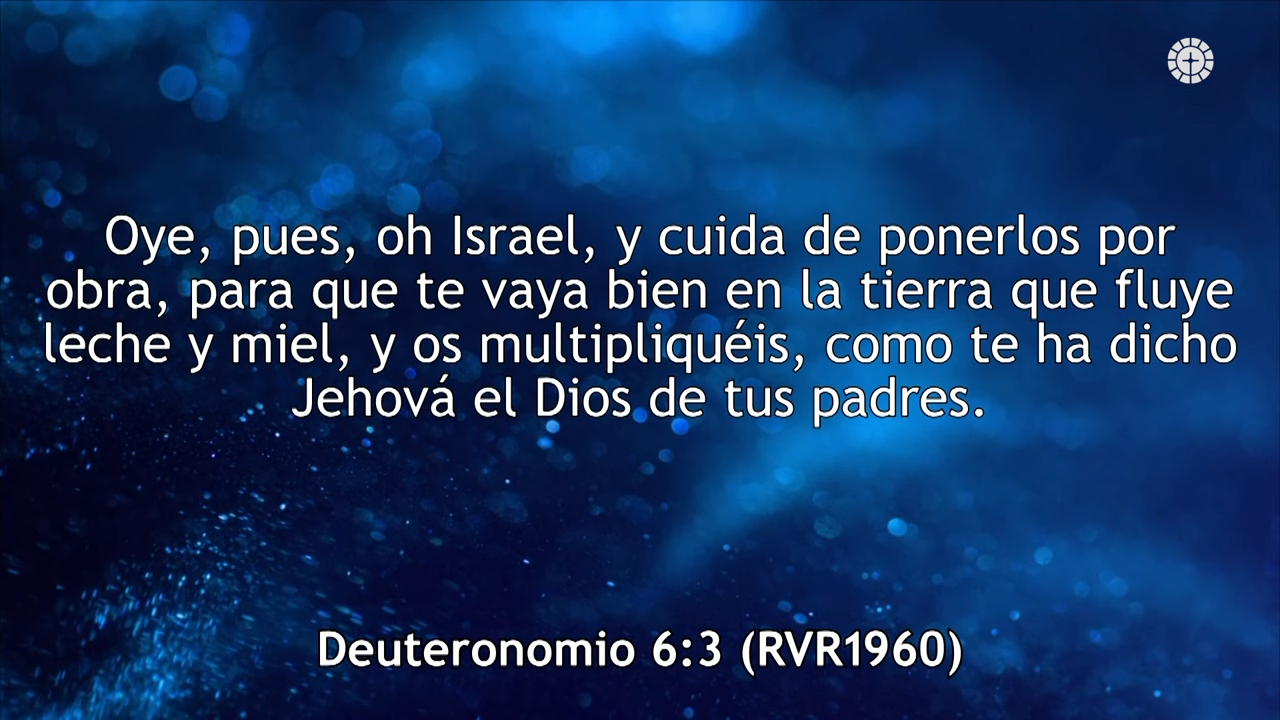 Oye, pues, oh Israel, y cuida de ponerlos por
obra, para que te vaya bien en la tierra que fluye
leche y miel, y os multipliquéis, como te ha dicho
Jehová el Dios de tus padres.
Deuteronomio 6:3 (RVR1960)